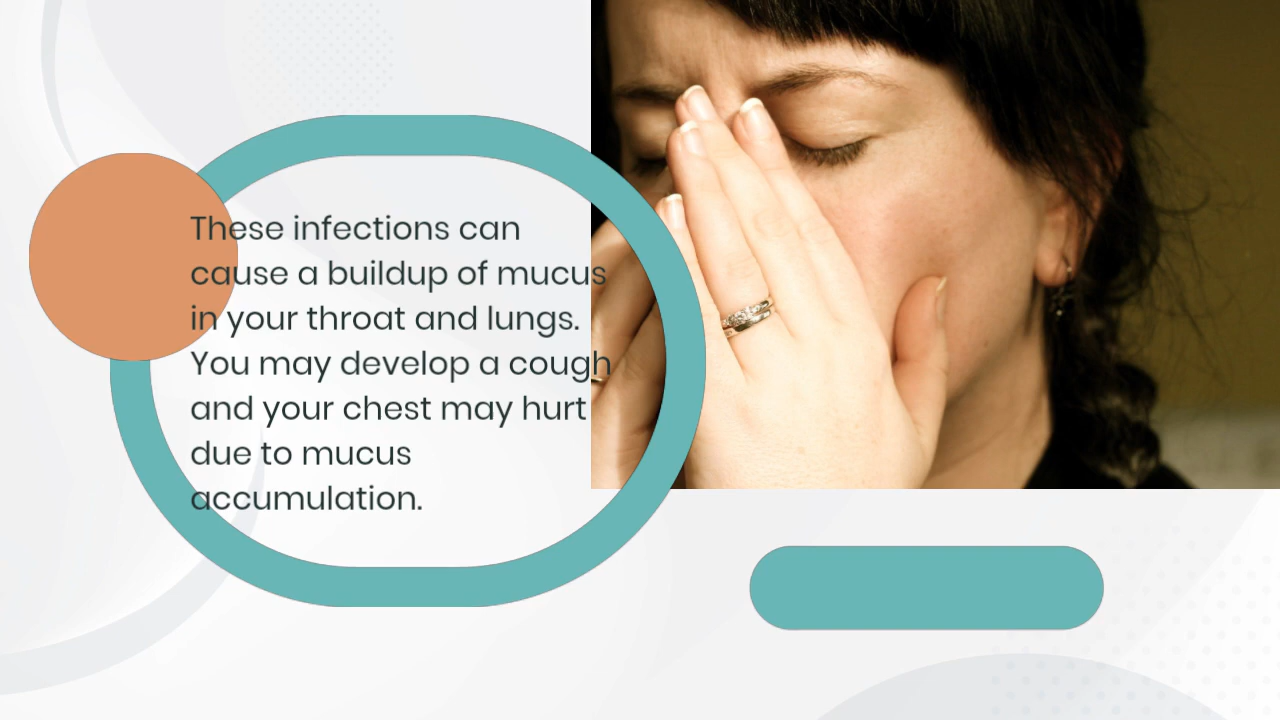 These infections can
cause a buildup of mucus
in your throat and lungs.
You may develop a cough
and your chest may hurt
due to mucus
accumulation.